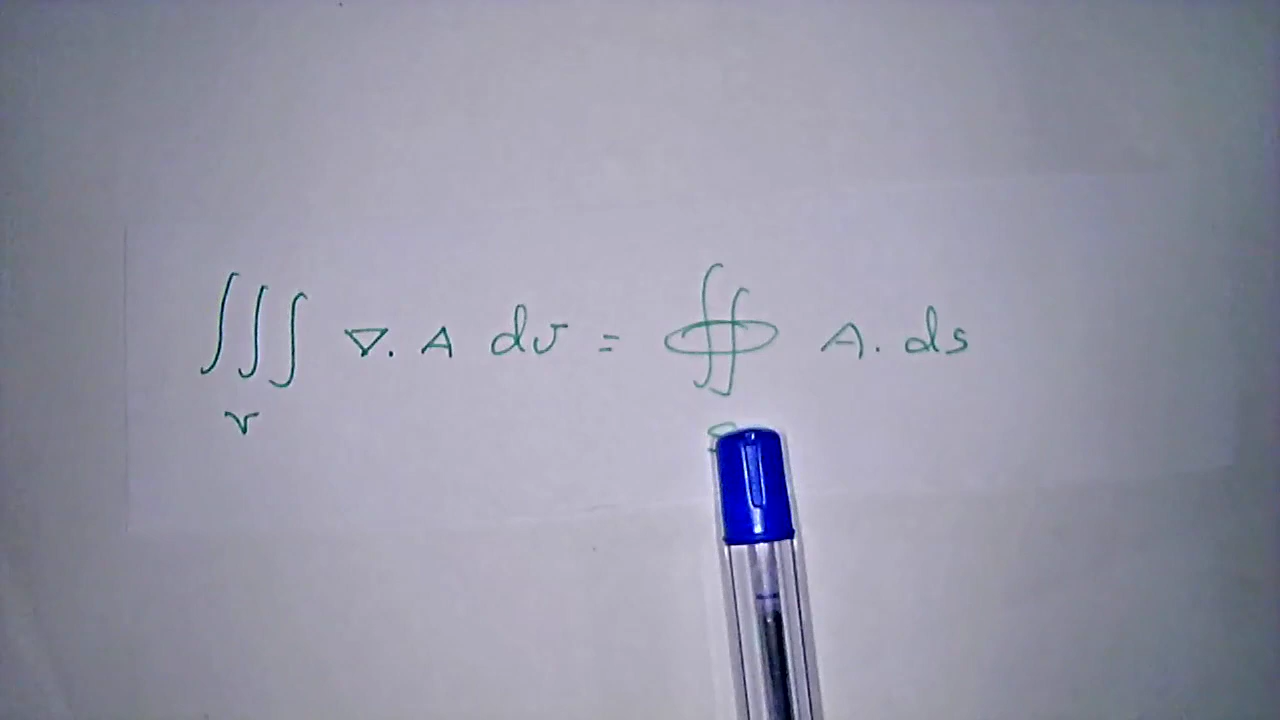 ∭ ∇. A dv = ∯ A. ds
v S